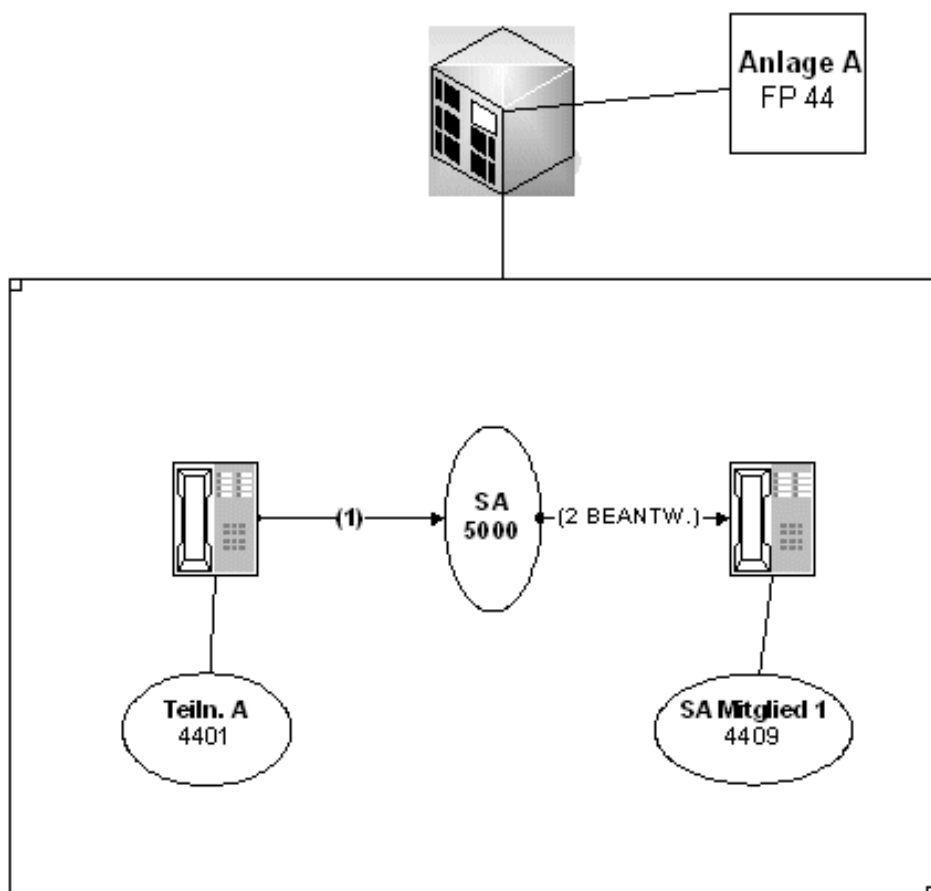 Anlage A
FP 44
(1)
SA
5000
(2 BEANTW.)
Teiln. A
4401
SA Mitglied 1
4409